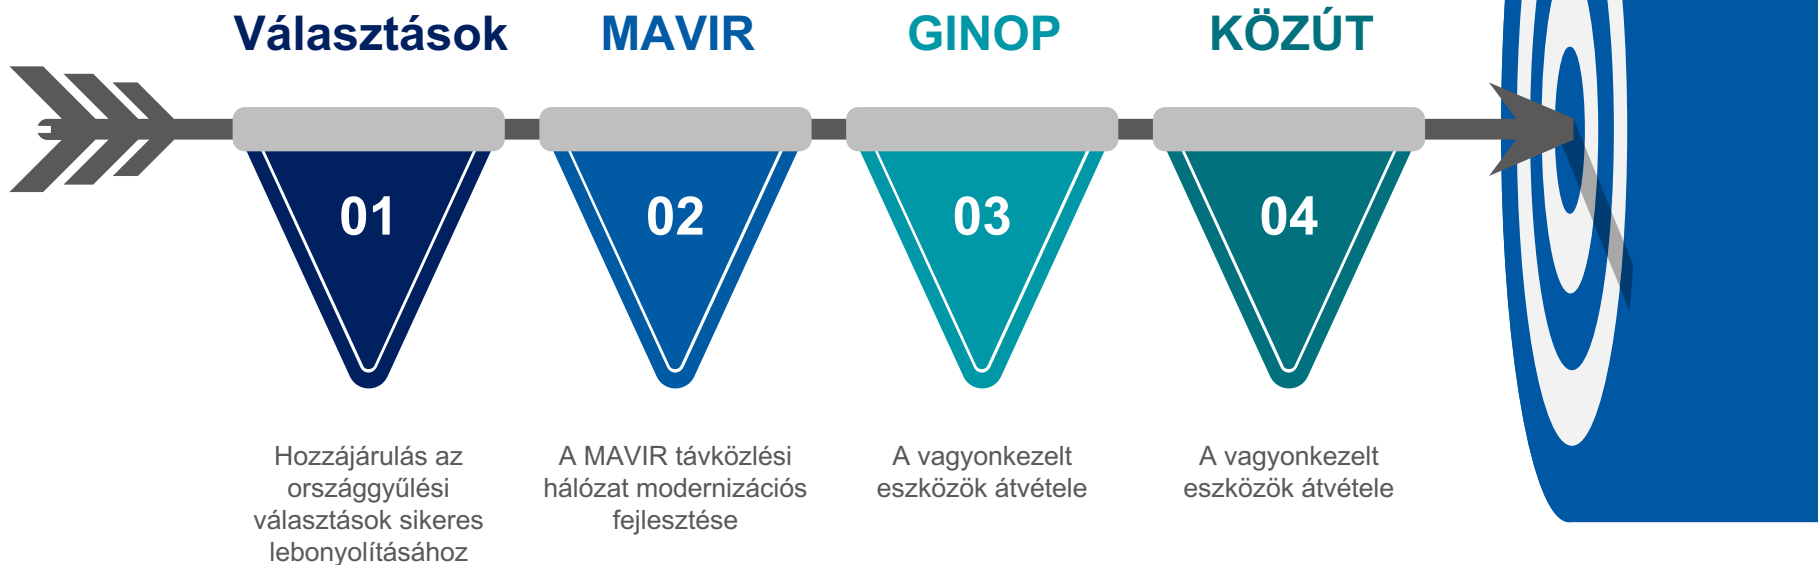 Választások
MAVIR
GINOP
KÖZÚT
01
02
03
04
Hozzájárulás az
országgyűlési
választások sikeres
lebonyolításához
A MAVIR távközlési
hálózat modernizációs
fejlesztése
A vagyonkezelt
eszközök átvétele
A vagyonkezelt
eszközök átvétele